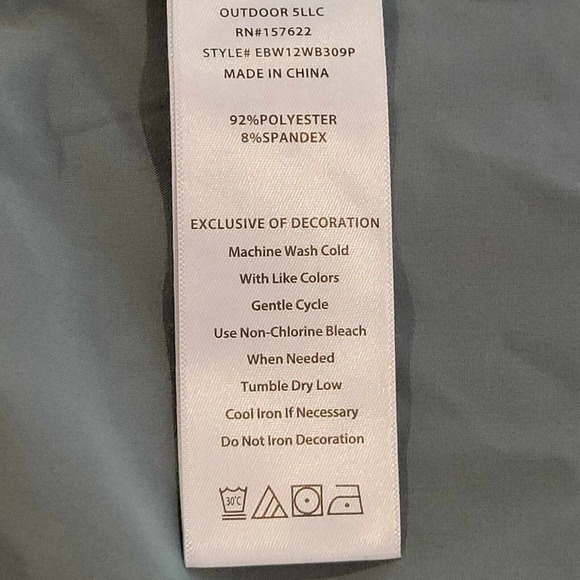 OUTDOOR 5LLC
RN#157622
STYLE# EBW12WB309P
MADE IN CHINA
92%POLYESTER
8%SPANDEX
EXCLUSIVE OF DECORATION
Machine Wash Cold
With Like Colors
Gentle Cycle
Use Non-Chlorine Bleach
When Needed
Tumble Dry Low
Cool Iron If Necessary
Do Not Iron Decoration
30°C